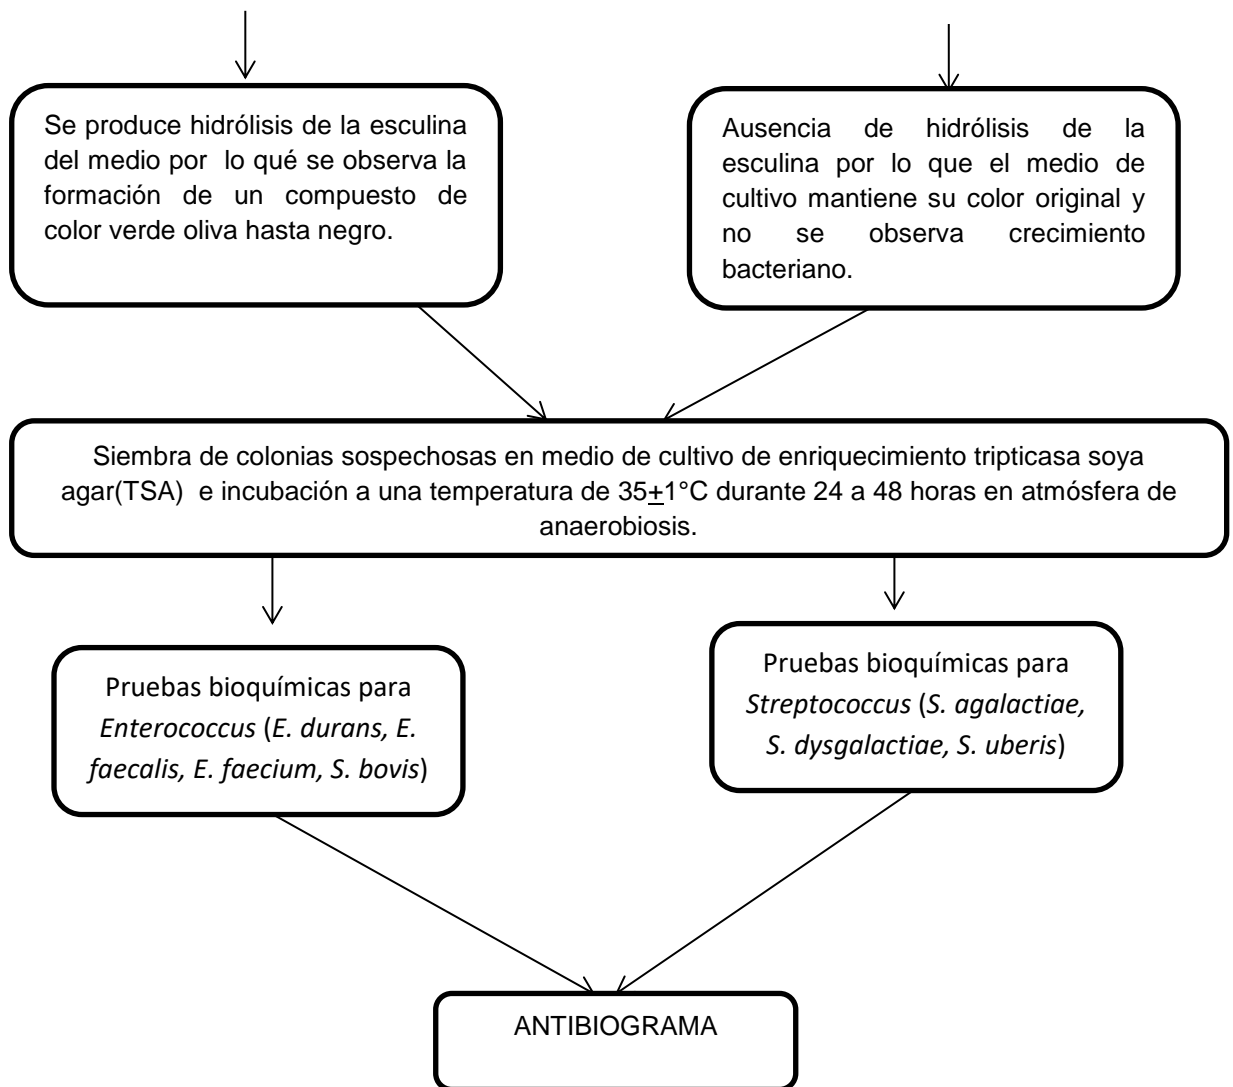 Se produce hidrólisis de la esculina
del medio por lo qué se observa la
formación de un compuesto de
color verde oliva hasta negro.
Ausencia de hidrólisis de la
esculina por lo que el medio de
cultivo mantiene su color original y
no se observa crecimiento
bacteriano.
Siembra de colonias sospechosas en medio de cultivo de enriquecimiento tripticasa soya
agar(TSA) e incubación a una temperatura de 35±1°C durante 24 a 48 horas en atmósfera de
anaerobiosis.
Pruebas bioquímicas para
Enterococcus (E. durans, E.
faecalis, E. faecium, S. bovis)
Pruebas bioquímicas para
Streptococcus (S. agalactiae,
S. dysgalactiae, S. uberis)
ANTIBIOGRAMA